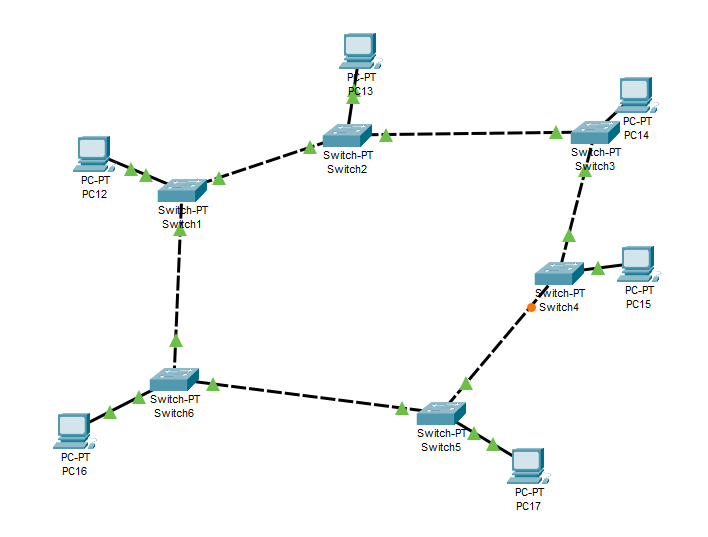 PC-PT
PC13
Switch-PT
Switch2
PC-PT
PC14
Switch-PT
Switch3
PC-PT
PC12
Switch-PT
Switch1
Switch-PT
Switch4
PC-PT
PC15
Switch-PT
Switch6
Switch-PT
Switch5
PC-PT
PC16
PC-PT
PC17